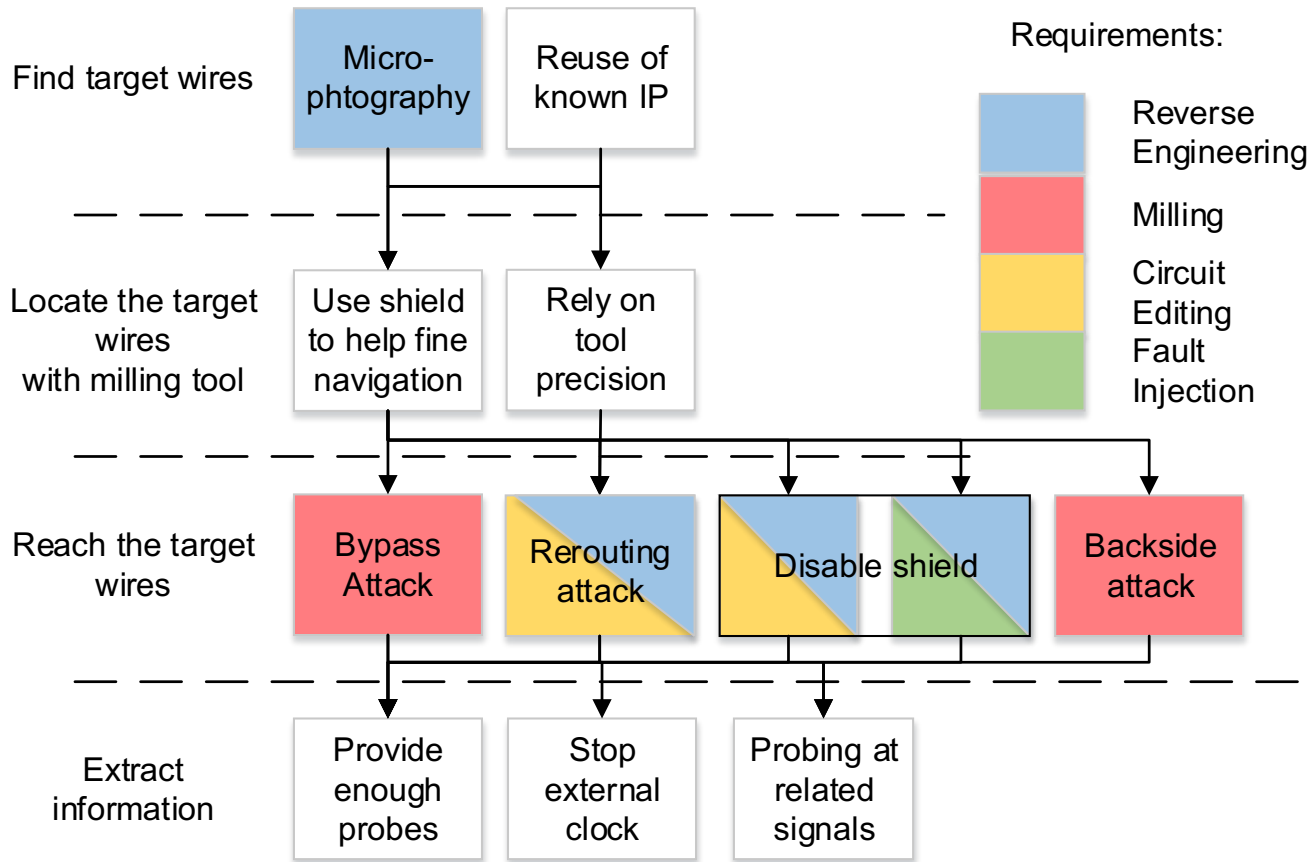 Requirements:
Find target wires
Micro-
phtography
Reuse of
known IP
Reverse
Engineering
Milling
Circuit
Editing
Fault
Injection
Locate the target
wires
with milling tool
Use shield
to help fine
navigation
Rely on
tool
precision
Reach the target
wires
Bypass
Attack
Rerouting
attack
Disable shield
Backside
attack
Extract
information
Provide
enough
probes
Stop
external
clock
Probing at
related
signals